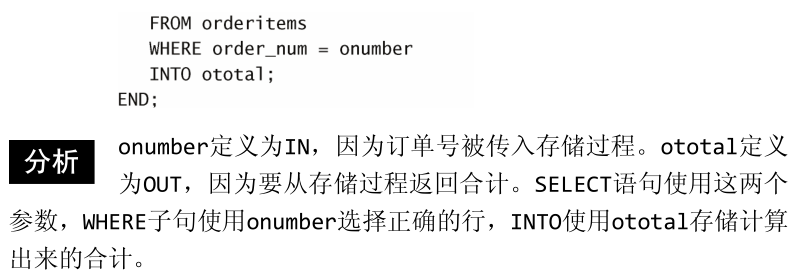 FROM orderitems
WHERE order_num = onumber
INTO ototal;
END;
分析 onumber定义为IN，因为订单号被传入存储过程。ototal定义
为OUT，因为要从存储过程返回合计。SELECT语句使用这两个
参数，WHERE子句使用onumber选择正确的行，INTO使用ototal存储计算
出来的合计。